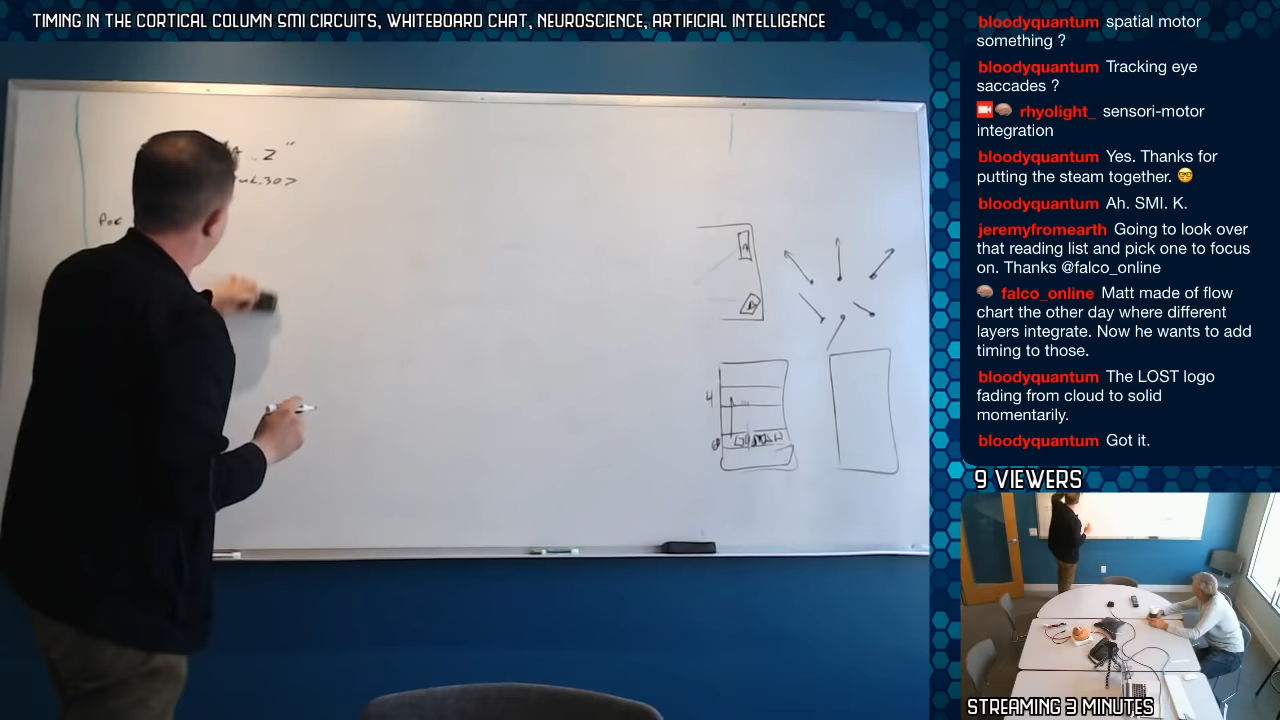 TIMING IN THE CORTICAL COLUMN SMI CIRCUITS, WHITEBOARD CHAT, NEUROSCIENCE, ARTIFICIAL INTELLIGENCE
bloodyquantum spatial motor
something ?
bloodyquantum Tracking eye
saccades ?
rhyolight_ sensori-motor
integration
bloodyquantum Yes. Thanks for
putting the steam together. 🤓
bloodyquantum Ah. SMI. K.
jeremyfromearth Going to look over
that reading list and pick one to focus
on. Thanks @falco_online
falco_online Matt made of flow
chart the other day where different
layers integrate. Now he wants to add
timing to those.
bloodyquantum The LOST logo
fading from cloud to solid
momentarily.
bloodyquantum Got it.
9 VIEWERS
STREAMING 3 MINUTES
4